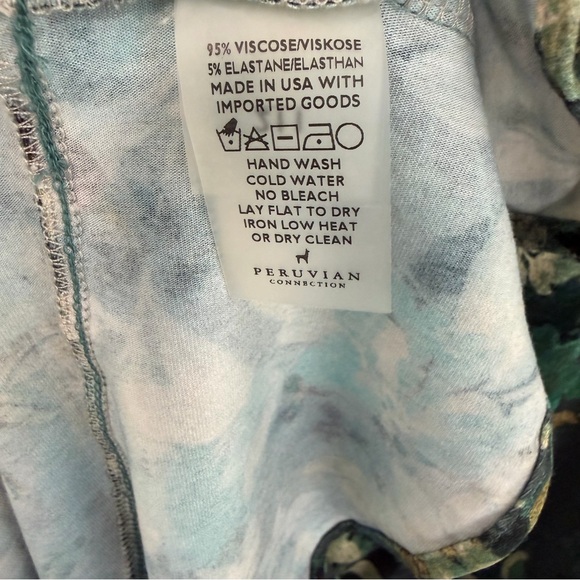 95% VISCOSE/VISKOSE
5% ELASTANE/ELASTHAN
MADE IN USA WITH
IMPORTED GOODS
HAND WASH
COLD WATER
NO BLEACH
LAY FLAT TO DRY
IRON LOW HEAT
OR DRY CLEAN
PERUVIAN
CONNECTION